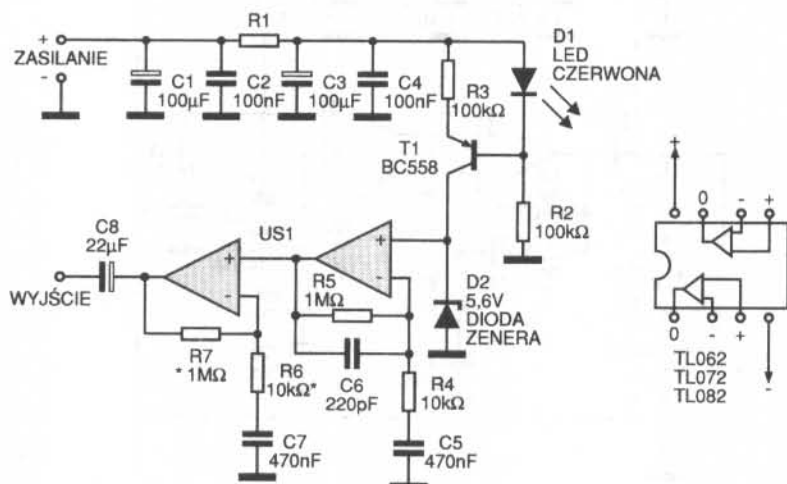 R1
+
ZASILANIE
-
C1
100µF
C2
100nF
C3
100µF
C4
100nF
R3
100kΩ
D1
LED
CZERWONA
T1
BC558
R2
100kΩ
C8
22µF
US1
WYJŚCIE
+
-
R7
* 1MΩ
R6
10kΩ*
C7
470nF
+
-
R5
1MΩ
C6
220pF
R4
10kΩ
C5
470nF
D2
5,6V
DIODA
ZENERA
+
0 - +
0 - +
TL062
TL072
TL082
-